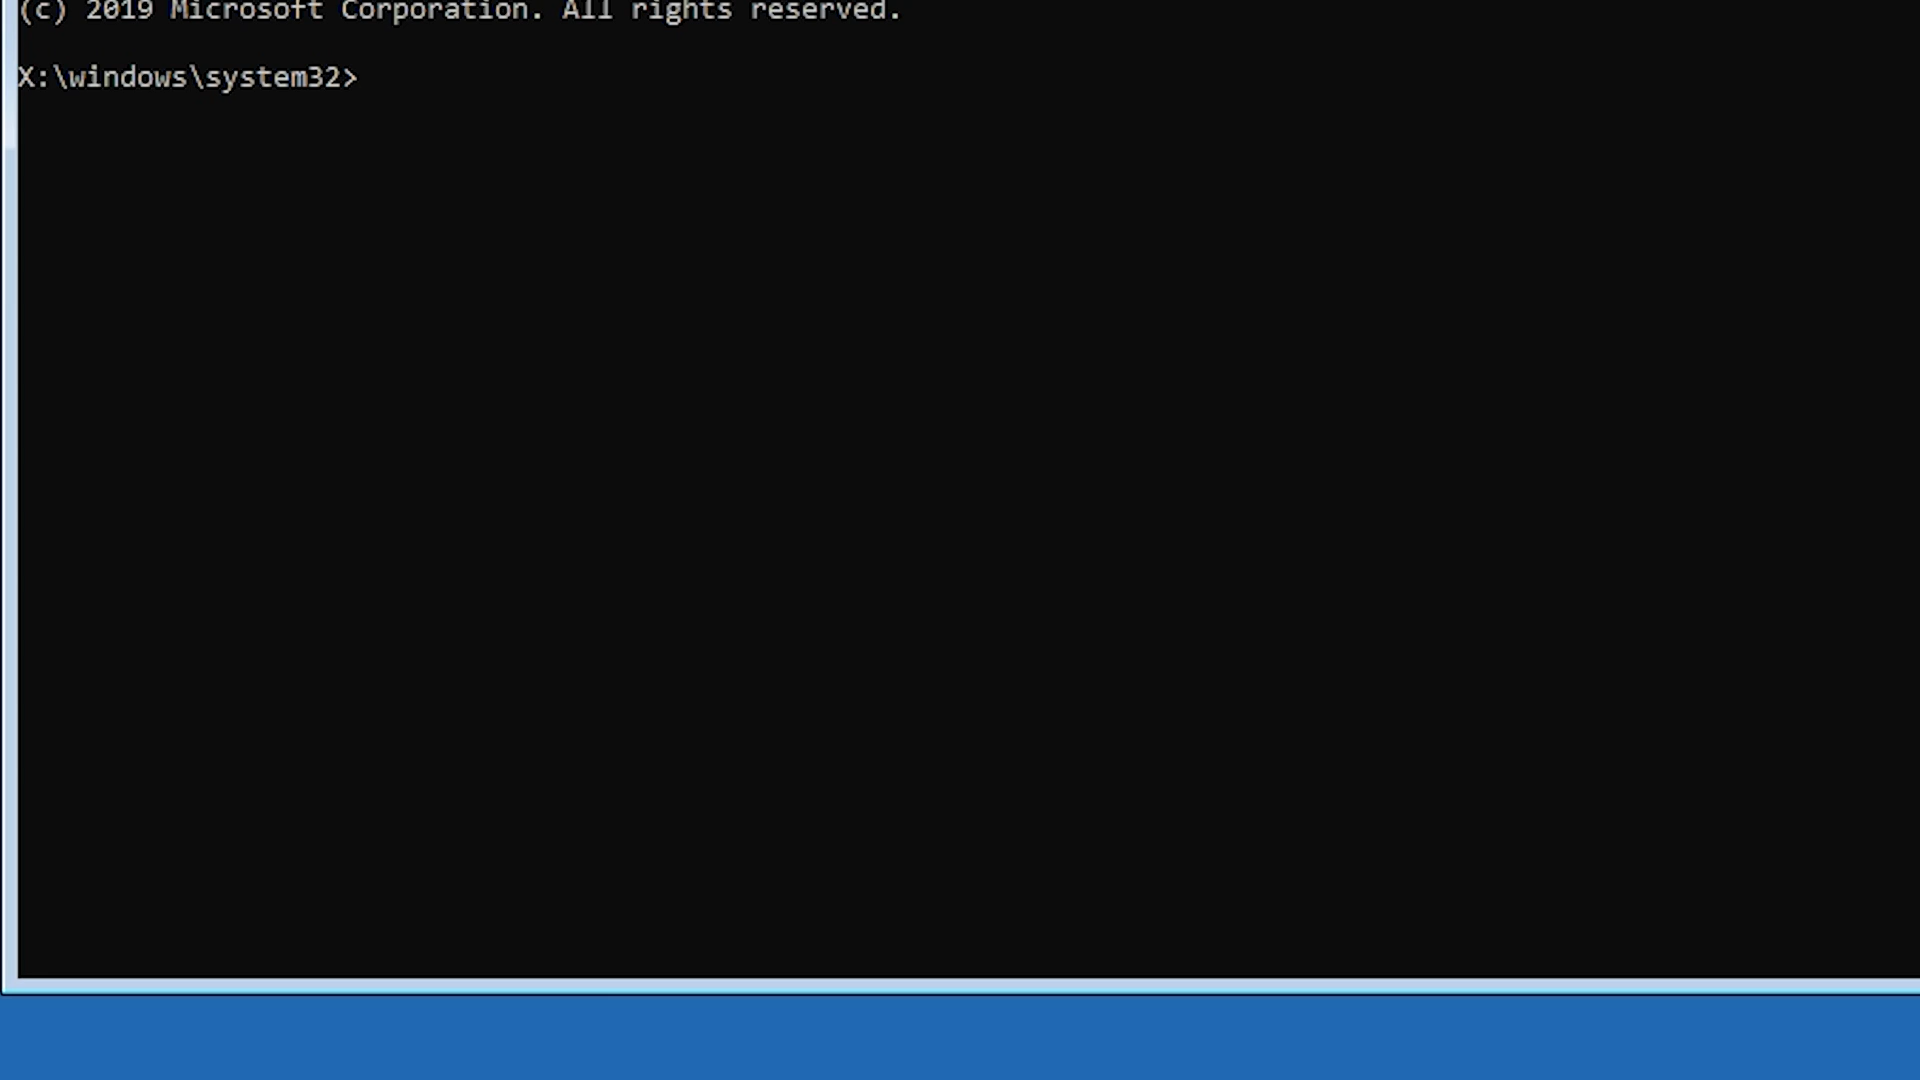 (c) 2019 Microsoft Corporation. All rights reserved.
X:\windows\system32>